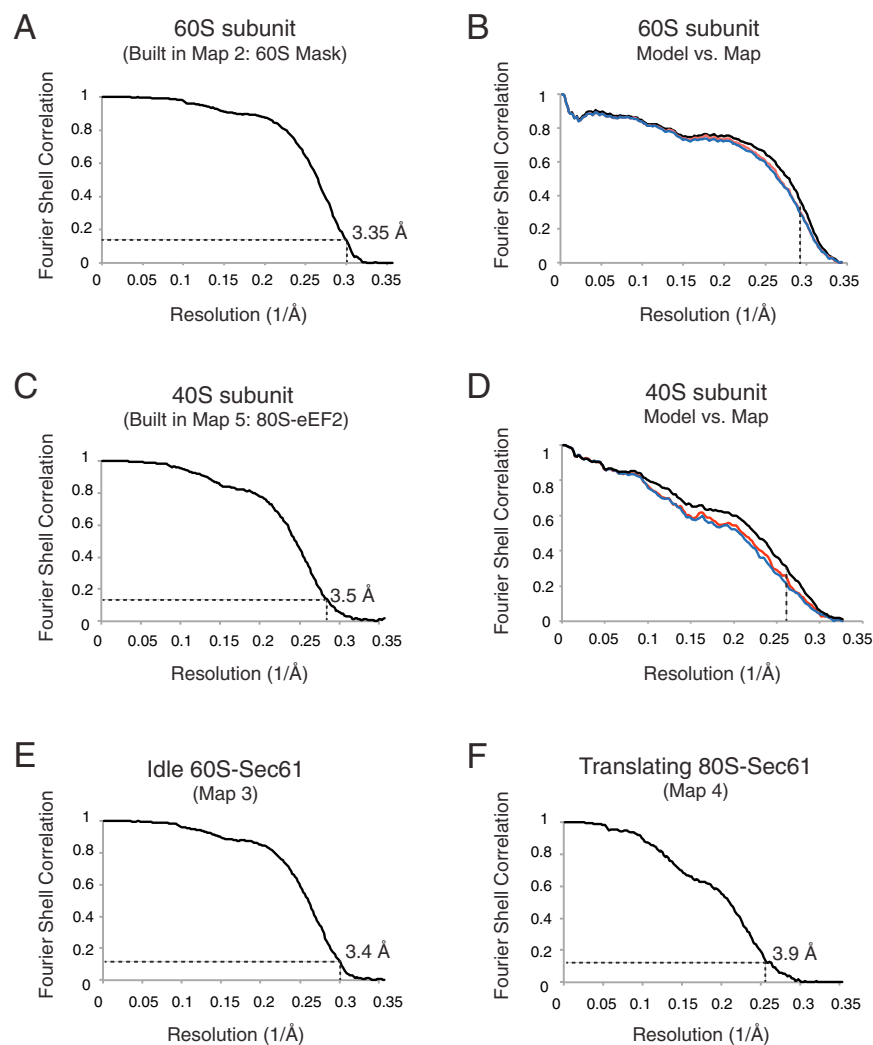 A
60S subunit
(Built in Map 2: 60S Mask)
Fourier Shell Correlation
1
0.8
0.6
0.4
0.2
0
3.35 Å
0 0.05 0.1 0.15 0.2 0.25 0.3 0.35
Resolution (1/Å)
B
60S subunit
Model vs. Map
Fourier Shell Correlation
1
0.8
0.6
0.4
0.2
0
0 0.05 0.1 0.15 0.2 0.25 0.3 0.35
Resolution (1/Å)
C
40S subunit
(Built in Map 5: 80S-eEF2)
Fourier Shell Correlation
1
0.8
0.6
0.4
0.2
0
3.5 Å
0 0.05 0.1 0.15 0.2 0.25 0.3 0.35
Resolution (1/Å)
D
40S subunit
Model vs. Map
Fourier Shell Correlation
1
0.8
0.6
0.4
0.2
0
0 0.05 0.1 0.15 0.2 0.25 0.3 0.35
Resolution (1/Å)
E
Idle 60S-Sec61
(Map 3)
Fourier Shell Correlation
1
0.8
0.6
0.4
0.2
0
3.4 Å
0 0.05 0.1 0.15 0.2 0.25 0.3 0.35
Resolution (1/Å)
F
Translating 80S-Sec61
(Map 4)
Fourier Shell Correlation
1
0.8
0.6
0.4
0.2
0
3.9 Å
0 0.05 0.1 0.15 0.2 0.25 0.3 0.35
Resolution (1/Å)